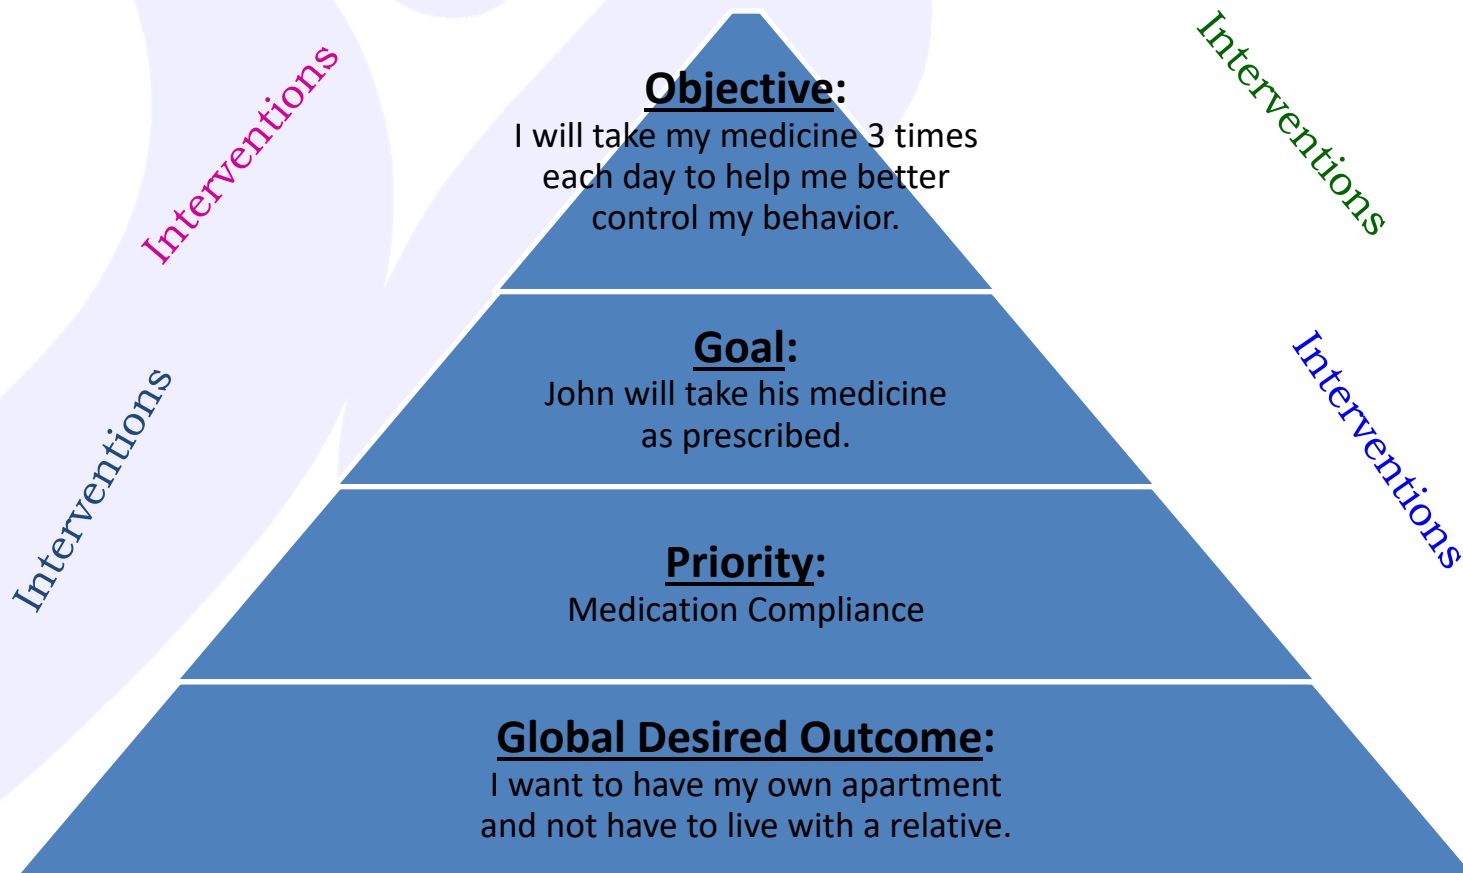 Interventions
Interventions
Objective:
I will take my medicine 3 times
each day to help me better
control my behavior.
Goal:
John will take his medicine
as prescribed.
Interventions
Interventions
Priority:
Medication Compliance
Global Desired Outcome:
I want to have my own apartment
and not have to live with a relative.